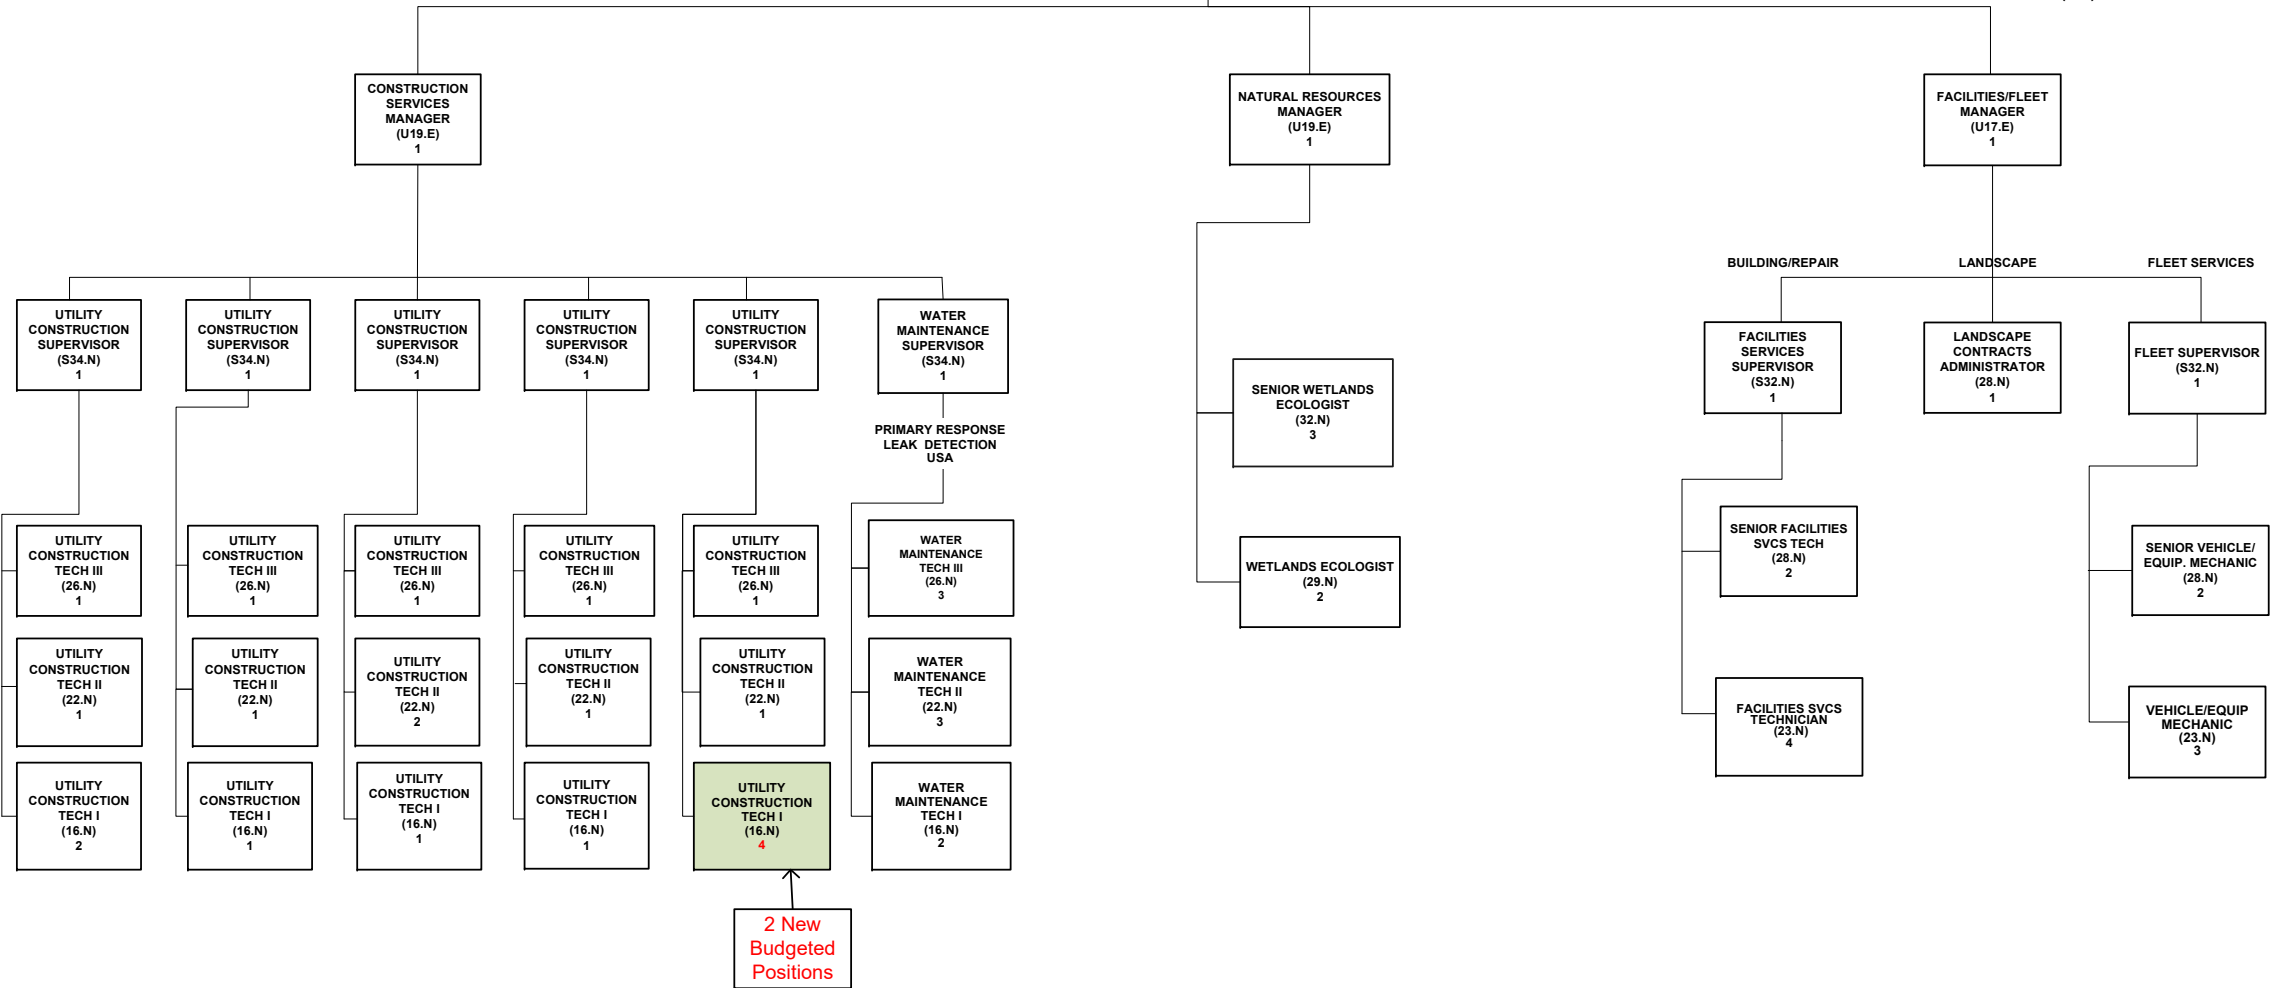 CONSTRUCTION
SERVICES
MANAGER
(U19.E)
1
NATURAL RESOURCES
MANAGER
(U19.E)
1
FACILITIES/FLEET
MANAGER
(U17.E)
1
BUILDING/REPAIR
LANDSCAPE
FLEET SERVICES
UTILITY
CONSTRUCTION
SUPERVISOR
(S34.N)
1
UTILITY
CONSTRUCTION
SUPERVISOR
(S34.N)
1
UTILITY
CONSTRUCTION
SUPERVISOR
(S34.N)
1
UTILITY
CONSTRUCTION
SUPERVISOR
(S34.N)
1
UTILITY
CONSTRUCTION
SUPERVISOR
(S34.N)
1
WATER
MAINTENANCE
SUPERVISOR
(S34.N)
1
PRIMARY RESPONSE
LEAK DETECTION
USA
FACILITIES
SERVICES
SUPERVISOR
(S32.N)
1
LANDSCAPE
CONTRACTS
ADMINISTRATOR
(28.N)
1
FLEET SUPERVISOR
(S32.N)
1
SENIOR WETLANDS
ECOLOGIST
(32.N)
3
WETLANDS ECOLOGIST
(29.N)
2
UTILITY
CONSTRUCTION
TECH III
(26.N)
1
UTILITY
CONSTRUCTION
TECH III
(26.N)
1
UTILITY
CONSTRUCTION
TECH III
(26.N)
1
UTILITY
CONSTRUCTION
TECH III
(26.N)
1
UTILITY
CONSTRUCTION
TECH III
(26.N)
1
WATER
MAINTENANCE
TECH III
(26.N)
3
SENIOR FACILITIES
SVCS TECH
(28.N)
2
SENIOR VEHICLE/
EQUIP. MECHANIC
(28.N)
2
UTILITY
CONSTRUCTION
TECH II
(22.N)
1
UTILITY
CONSTRUCTION
TECH II
(22.N)
1
UTILITY
CONSTRUCTION
TECH II
(22.N)
2
UTILITY
CONSTRUCTION
TECH II
(22.N)
1
UTILITY
CONSTRUCTION
TECH II
(22.N)
1
WATER
MAINTENANCE
TECH II
(22.N)
3
FACILITIES SVCS
TECHNICIAN
(23.N)
4
VEHICLE/EQUIP
MECHANIC
(23.N)
3
UTILITY
CONSTRUCTION
TECH I
(16.N)
2
UTILITY
CONSTRUCTION
TECH I
(16.N)
1
UTILITY
CONSTRUCTION
TECH I
(16.N)
1
UTILITY
CONSTRUCTION
TECH I
(16.N)
1
UTILITY
CONSTRUCTION
TECH I
(16.N)
4
WATER
MAINTENANCE
TECH I
(16.N)
2
2 New
Budgeted
Positions